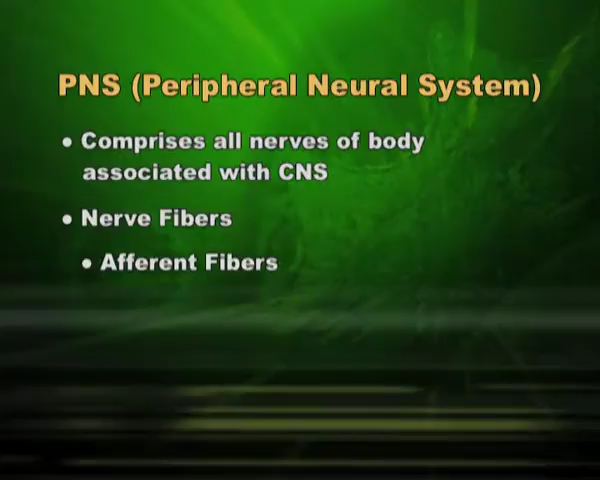 PNS (Peripheral Neural System)
• Comprises all nerves of body
associated with CNS
• Nerve Fibers
• Afferent Fibers